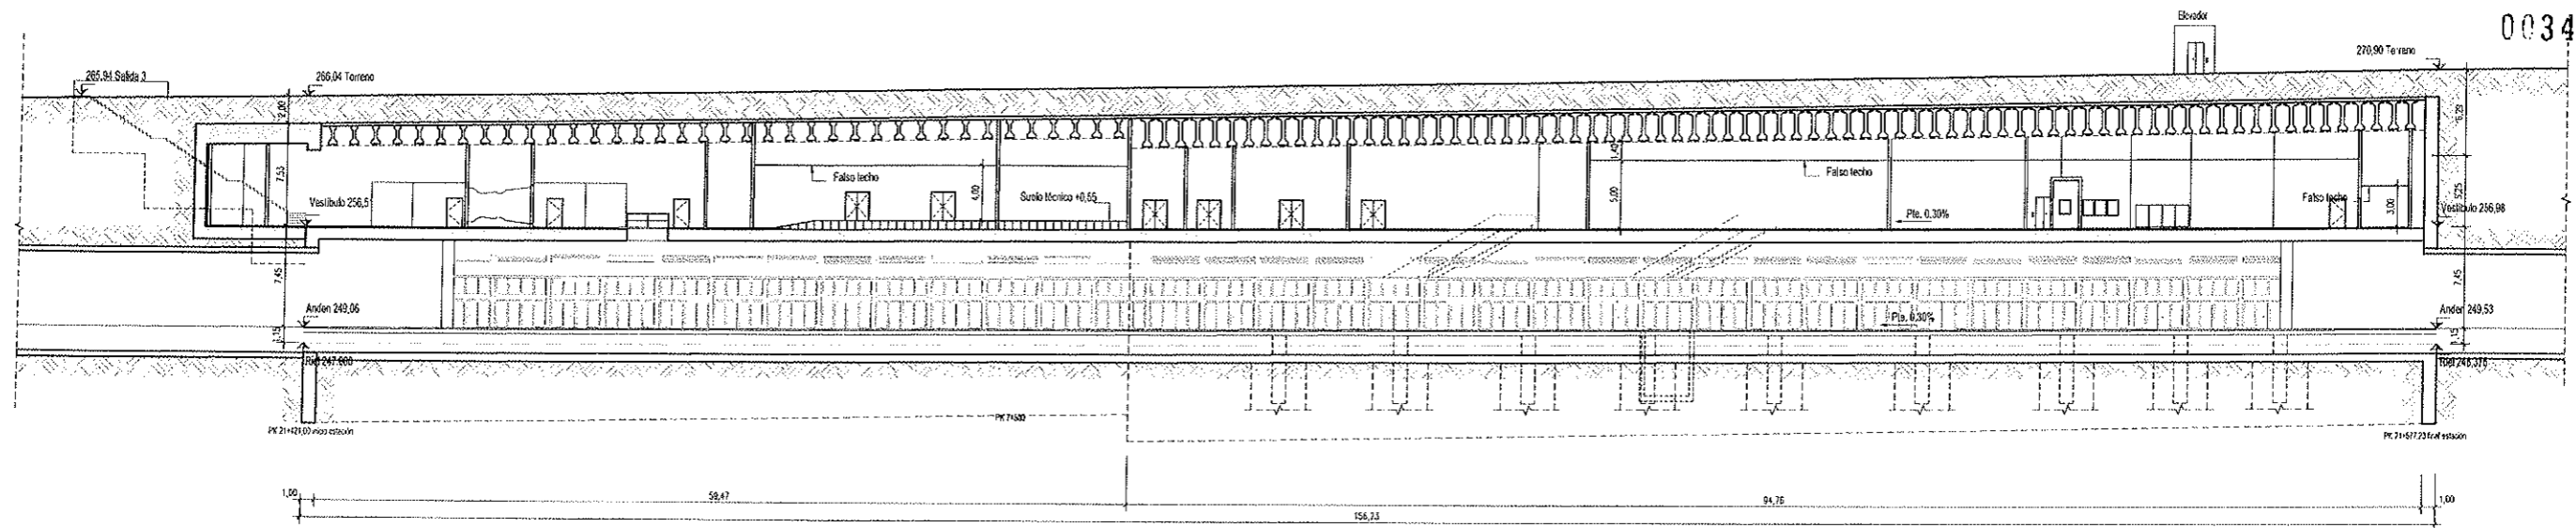 0034
Elevador
265,94 Salida 3
266,04 Terreno
270,90 Terreno
2,00
7,53
Vestíbulo 256,5
Falso techo
4,00
Suelo técnico +0,55
1,40
5,00
Falso techo
Pte. 0,30%
Falso techo
3,00
5,25
Vestíbulo 256,98
7,45
7,45
Anden 249,06
Pte. 0,30%
Anden 249,53
1,15
1,15
PK 21+421,00 inicio estación
PK 21+577,23 final estación
1,00
59,47
94,76
1,00
156,23